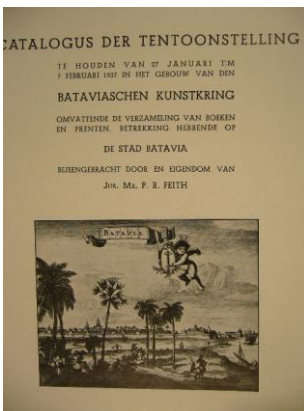 CATALOGUS DER TENTOONSTELLING
TE HOUDEN VAN 27 JANUARI T.M
7 FEBRUARI 1937 IN HET GEBOUW VAN DEN
BATAVIASCHEN KUNSTKRING
OMVATTENDE DE VERZAMELING VAN BOEKEN
EN PRENTEN, BETREKKING HEBBENDE OP
DE STAD BATAVIA
BIJEENGEBRACHT DOOR EN EIGENDOM VAN
JHR. MR. P. R. FEITH
BATAVIA